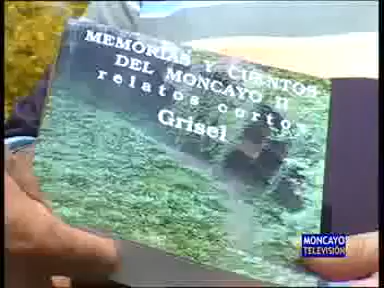 MEMORIAS Y CUENTOS
DEL MONCAYO II
relatos cortos
Grisel
MONCAYO
TELEVISIÓN